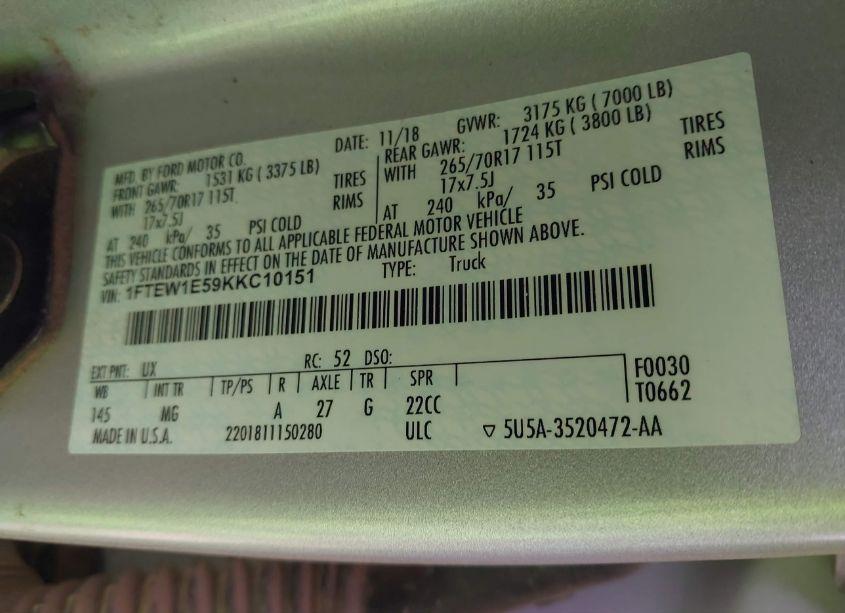 MFD. BY FORD MOTOR CO. DATE: 11/18 GVWR: 3175 KG ( 7000 LB)
FRONT GAWR: 1531 KG ( 3375 LB) REAR GAWR: 1724 KG ( 3800 LB)
WITH 265/70R17 115T TIRES WITH 265/70R17 115T TIRES
17x7.5J RIMS 17x7.5J RIMS
AT 240 kPa/ 35 PSI COLD AT 240 kPa/ 35 PSI COLD
THIS VEHICLE CONFORMS TO ALL APPLICABLE FEDERAL MOTOR VEHICLE
SAFETY STANDARDS IN EFFECT ON THE DATE OF MANUFACTURE SHOWN ABOVE.
VIN: 1FTEW1E59KKC10151 TYPE: Truck
EXT PNT: UX RC: 52 DSO:
WB INT TR TP/PS R AXLE TR SPR F0030
145 MG A 27 G 22CC T0662
MADE IN U.S.A. 2201811150280 ULC ▽ 5U5A-3520472-AA